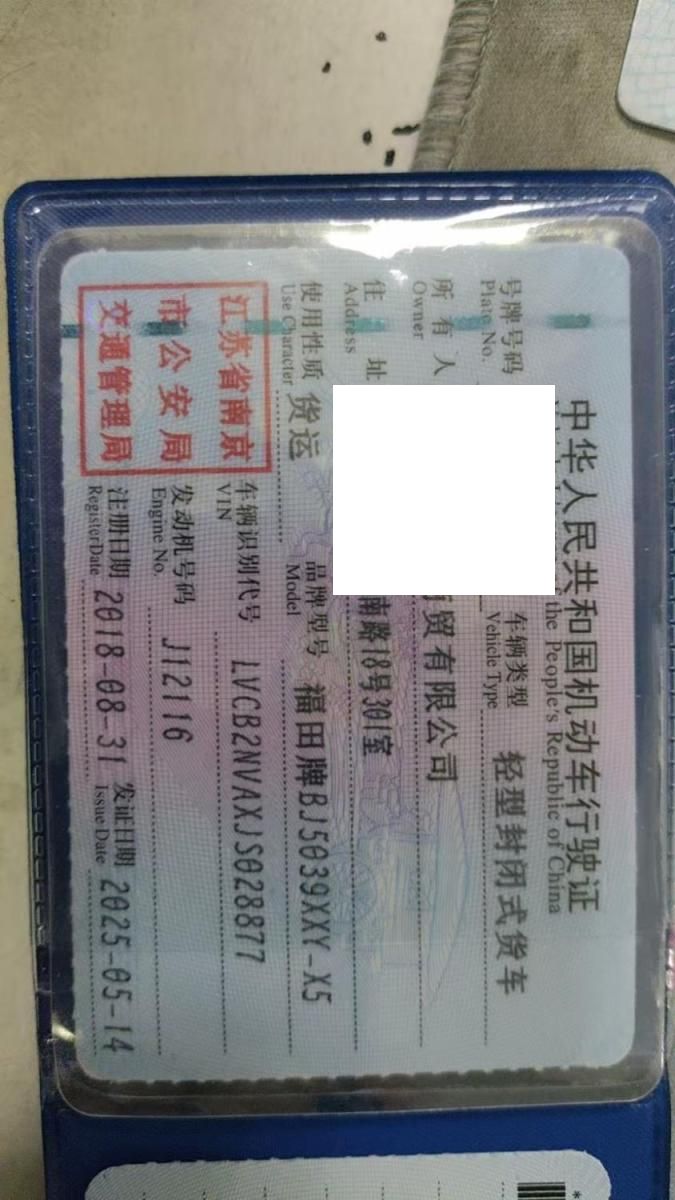 中华人民共和国机动车行驶证
the People's Republic of China
号牌号码
Plate No.
车辆类型 轻型封闭式货车
Vehicle Type
所有人 贸有限公司
Owner
住址 南路18号301室
Address
使用性质 货运
Use Character
品牌型号 福田牌BJ5039XXY-X5
Model
江苏省南京
市公安局
交通管理局
车辆识别代号 LVCB2NVAXJS028877
VIN
发动机号码 J12116
Engine No.
注册日期 2018-08-31
RegisterDate
发证日期 2025-05-14
Issue Date